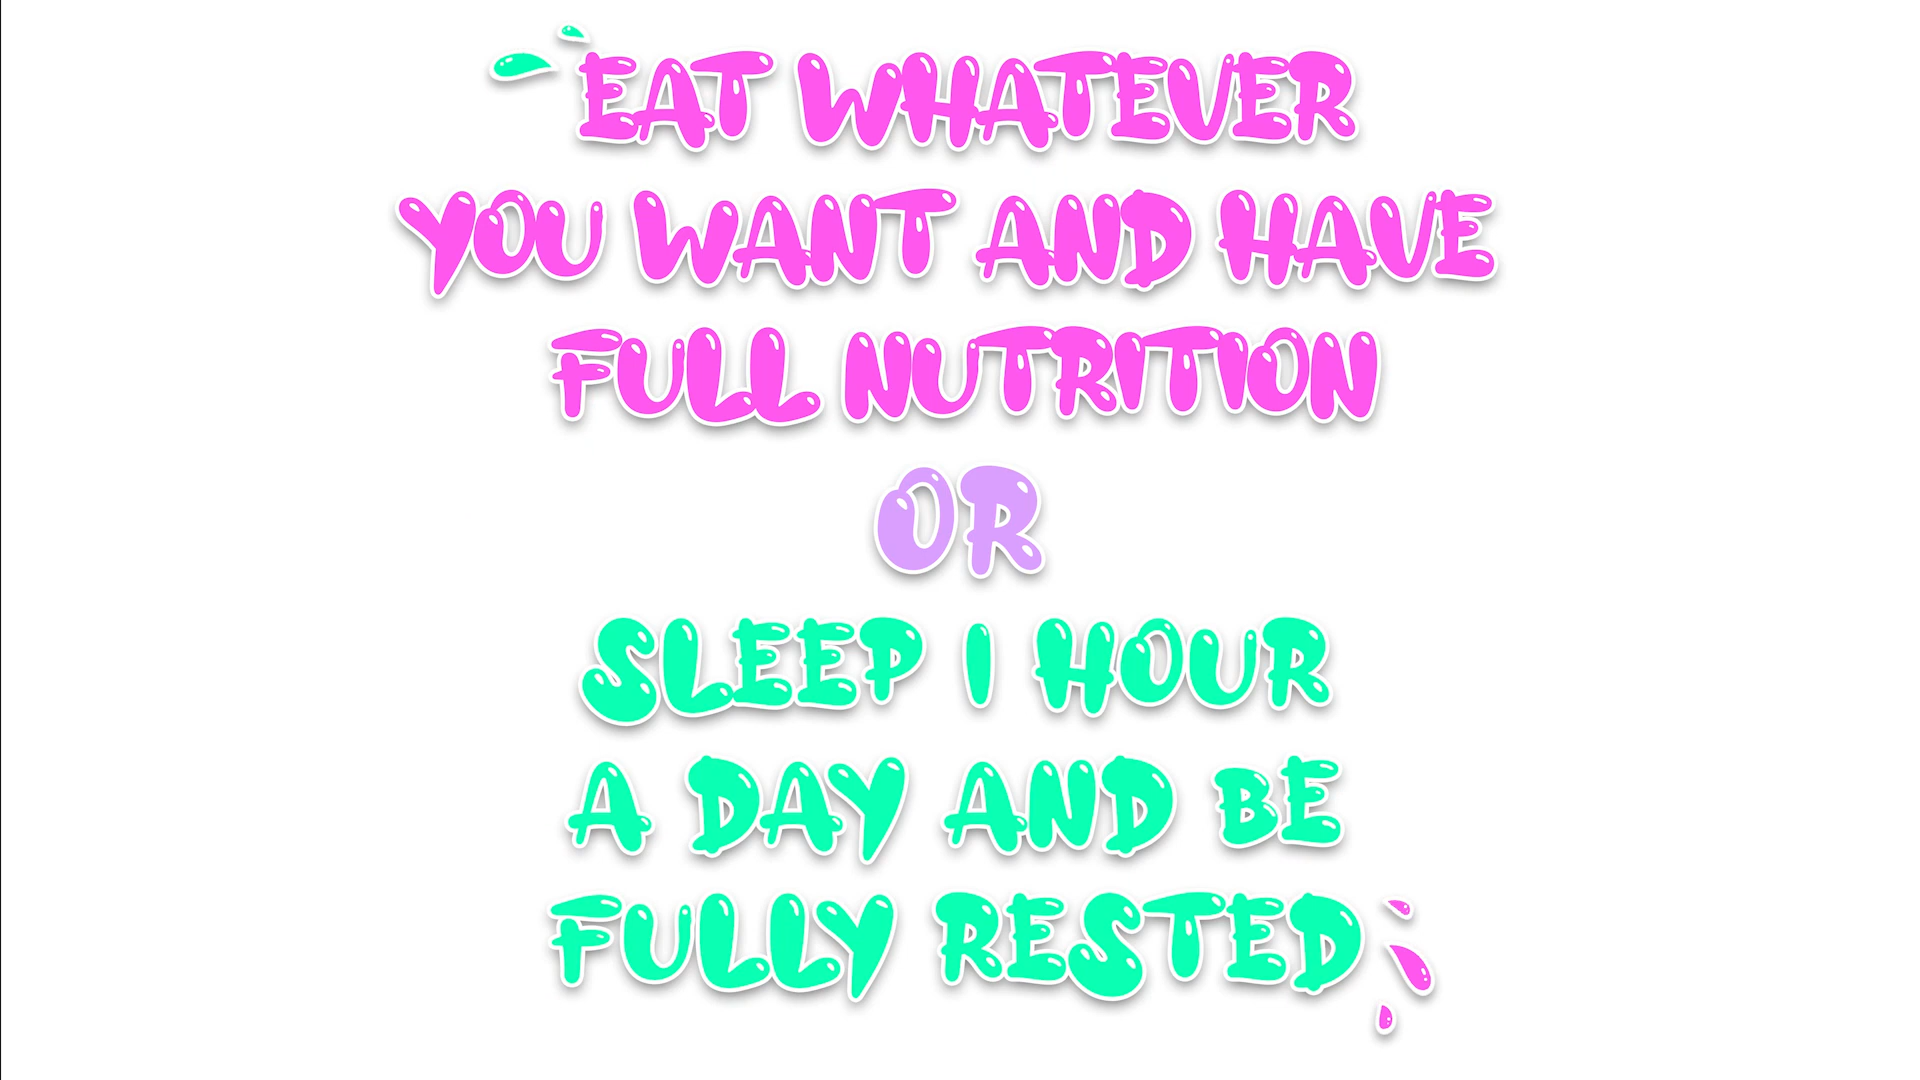 EAT WHATEVER
YOU WANT AND HAVE
FULL NUTRITION
OR
SLEEP 1 HOUR
A DAY AND BE
FULLY RESTED